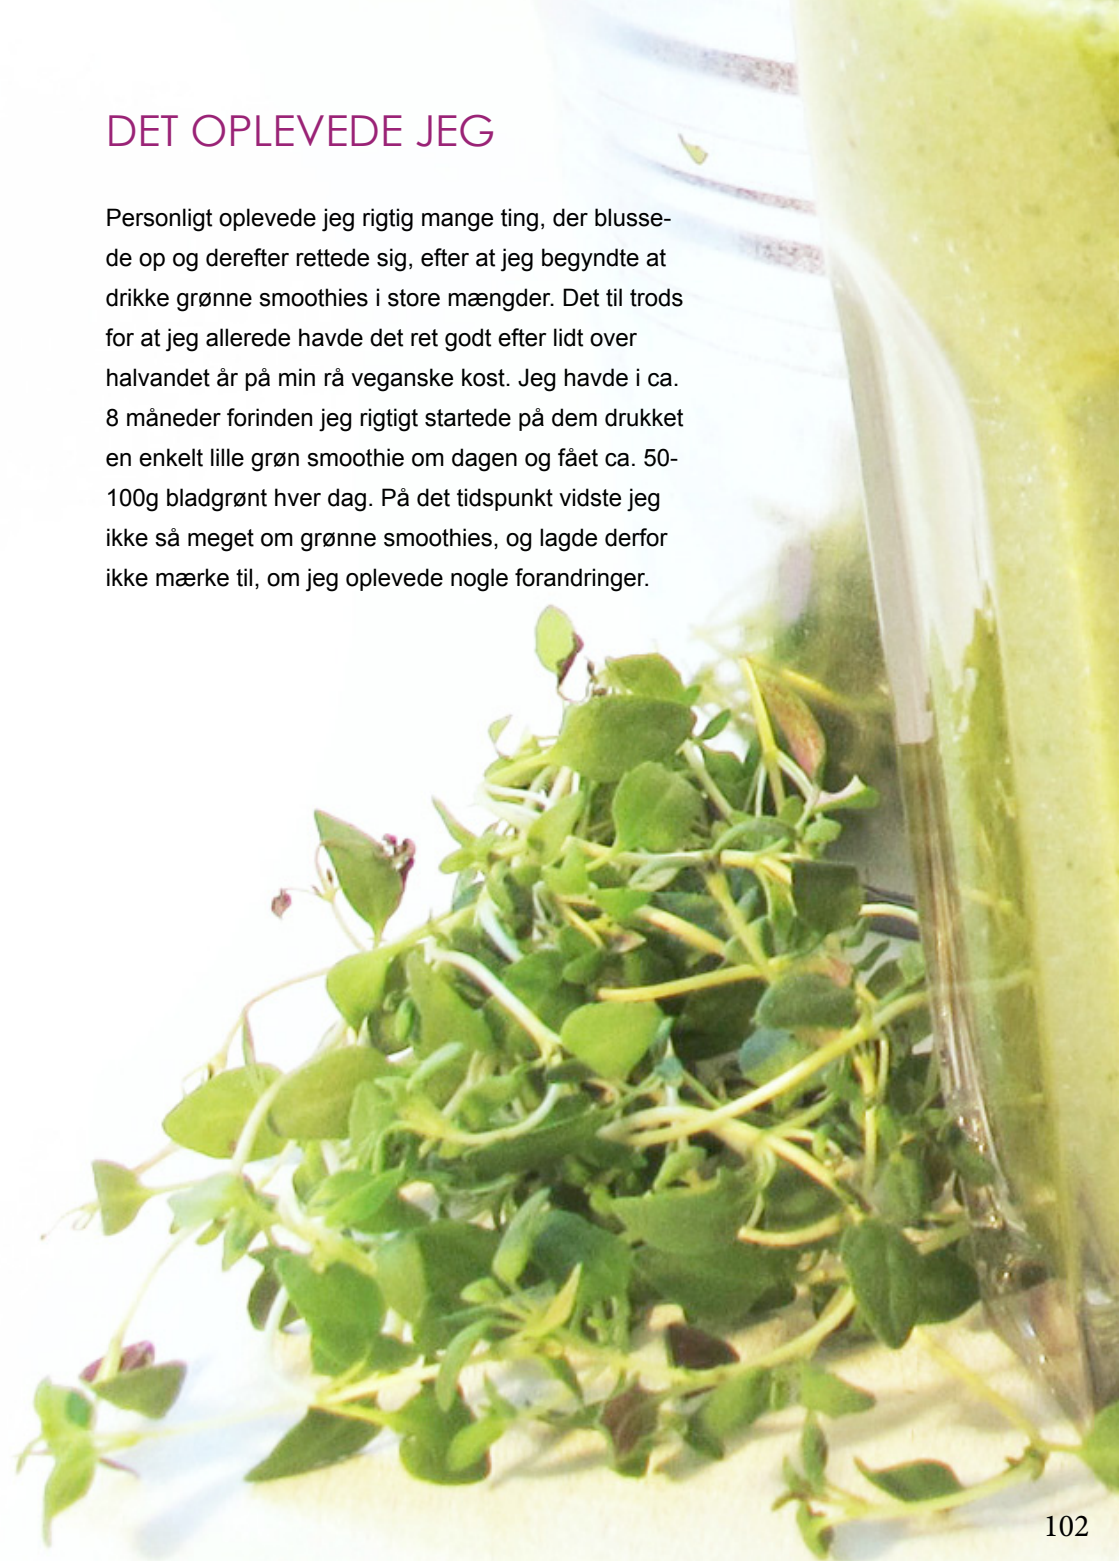 DET OPLEVEDE JEG
Personligt oplevede jeg rigtig mange ting, der blusse-
de op og derefter rettede sig, efter at jeg begyndte at
drikke grønne smoothies i store mængder. Det til trods
for at jeg allerede havde det ret godt efter lidt over
halvandet år på min rå veganske kost. Jeg havde i ca.
8 måneder forinden jeg rigtigt startede på dem drukket
en enkelt lille grøn smoothie om dagen og fået ca. 50-
100g bladgrønt hver dag. På det tidspunkt vidste jeg
ikke så meget om grønne smoothies, og lagde derfor
ikke mærke til, om jeg oplevede nogle forandringer.
102